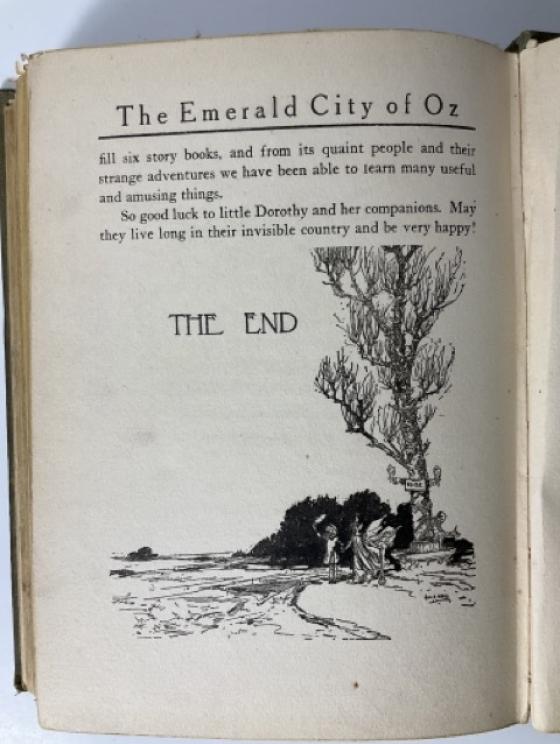 The Emerald City of Oz
fill six story books, and from its quaint people and their
strange adventures we have been able to learn many useful
and amusing things.
So good luck to little Dorothy and her companions. May
they live long in their invisible country and be very happy!
THE END